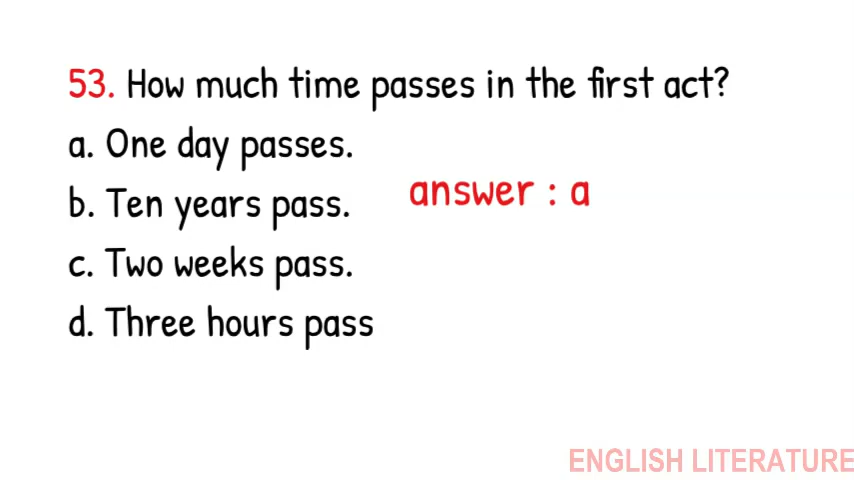 53. How much time passes in the first act?
a. One day passes.
b. Ten years pass.
answer : a
c. Two weeks pass.
d. Three hours pass
ENGLISH LITERATURE